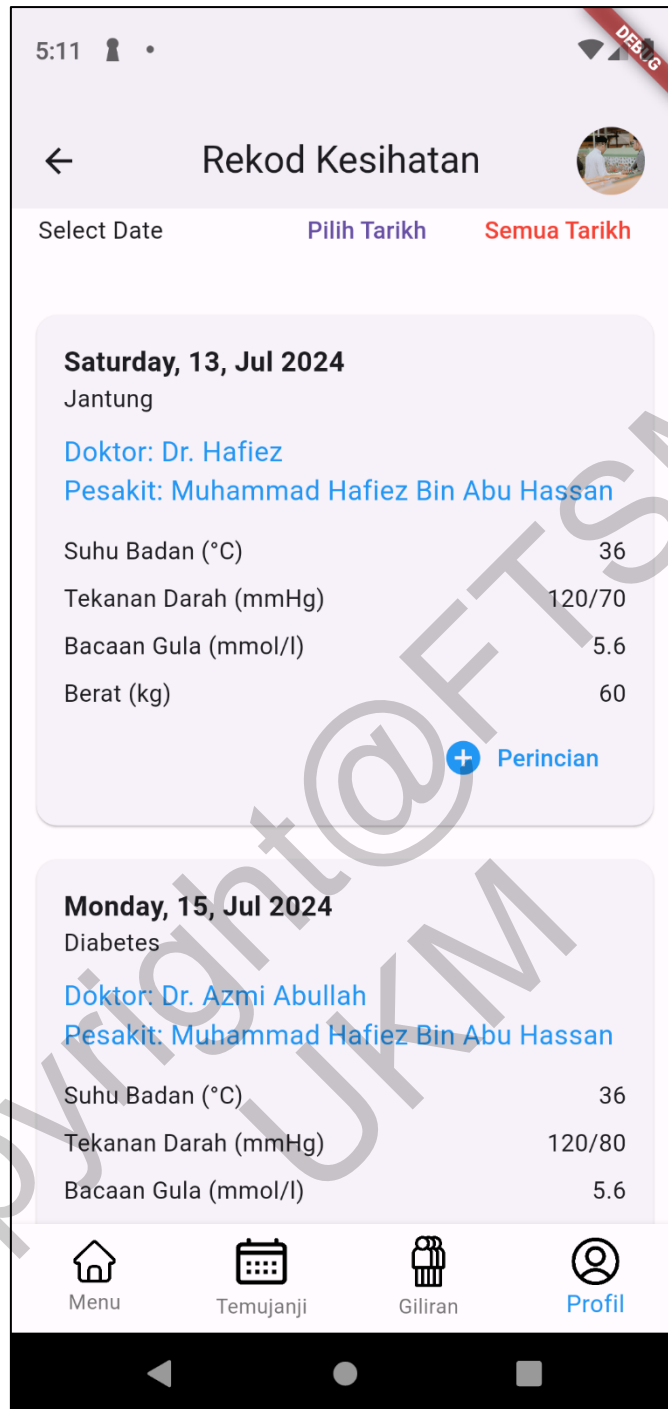 5:11
DEBUG
Rekod Kesihatan
Select Date Pilih Tarikh Semua Tarikh
Saturday, 13, Jul 2024
Jantung
Doktor: Dr. Hafiez
Pesakit: Muhammad Hafiez Bin Abu Hassan
Suhu Badan (°C) 36
Tekanan Darah (mmHg) 120/70
Bacaan Gula (mmol/l) 5.6
Berat (kg) 60
Perincian
Monday, 15, Jul 2024
Diabetes
Doktor: Dr. Azmi Abullah
Pesakit: Muhammad Hafiez Bin Abu Hassan
Suhu Badan (°C) 36
Tekanan Darah (mmHg) 120/80
Bacaan Gula (mmol/l) 5.6
Menu Temujanji Giliran Profil
pyright@FTSM
UKM